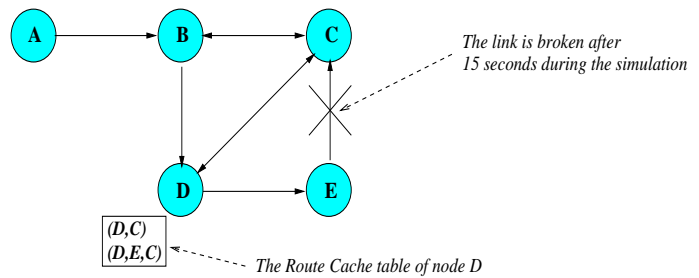 A
B
C
The link is broken after
15 seconds during the simulation
D
E
(D,C)
(D,E,C)
The Route Cache table of node D